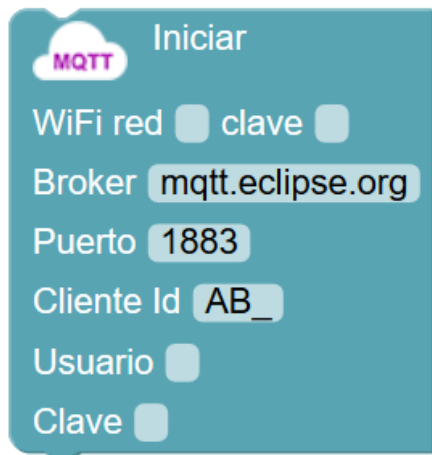 Iniciar
MQTT
WiFi red clave
Broker mqtt.eclipse.org
Puerto 1883
Cliente Id AB_
Usuario
Clave